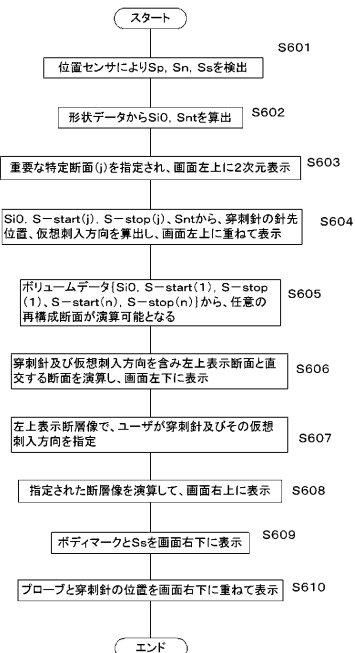 スタート
S601
位置センサによりSp, Sn, Ssを検出
S602
形状データからSi0, Sntを算出
S603
重要な特定断面(j)を指定され、画面左上に2次元表示
S604
Si0, S-start(j), S-stop(j)、Sntから、穿刺針の針先
位置、仮想刺入方向を算出し、画面左上に重ねて表示
S605
ボリュームデータ{Si0, S-start(1), S-stop
(1)、S-start(n), S-stop(n)}から、任意の
再構成断面が演算可能となる
S606
穿刺針及び仮想刺入方向を含み左上表示断面と直
交する断面を演算し、画面左下に表示
S607
左上表示断層像で、ユーザが穿刺針及びその仮想
刺入方向を指定
S608
指定された断層像を演算して、画面右上に表示
S609
ボディマークとSsを画面右下に表示
S610
プローブと穿刺針の位置を画面右下に重ねて表示
エンド